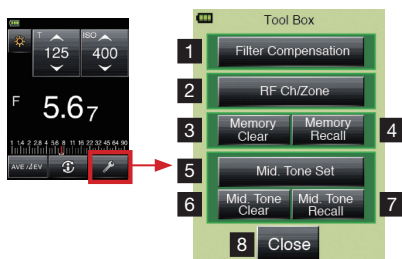 T
125
ISO
400
F 5.67
1 1.4 2 2.8 4 5.6 8 11 16 22 32 45 64 90
AVE /⊿EV
Tool Box
1 Filter Compensation
2 RF Ch/Zone
3 Memory Clear
Memory Recall 4
5 Mid. Tone Set
6 Mid. Tone Clear
Mid. Tone Recall 7
8 Close